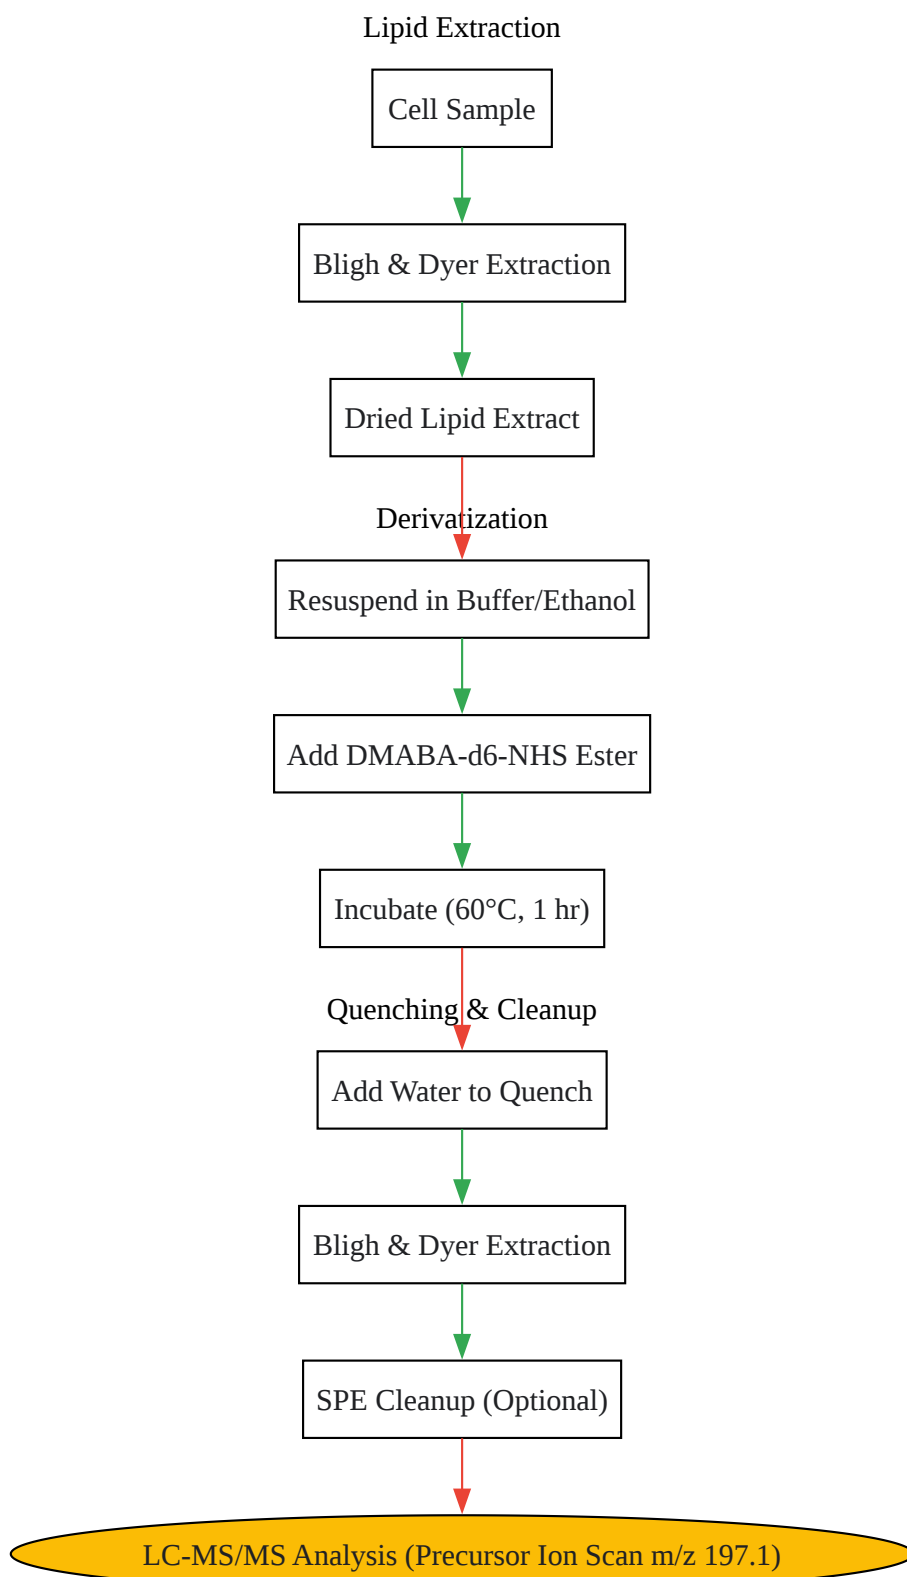 Lipid Extraction
Cell Sample
Bligh & Dyer Extraction
Dried Lipid Extract
Derivatization
Resuspend in Buffer/Ethanol
Add DMABA-d6-NHS Ester
Incubate (60°C, 1 hr)
Quenching & Cleanup
Add Water to Quench
Bligh & Dyer Extraction
SPE Cleanup (Optional)
LC-MS/MS Analysis (Precursor Ion Scan m/z 197.1)